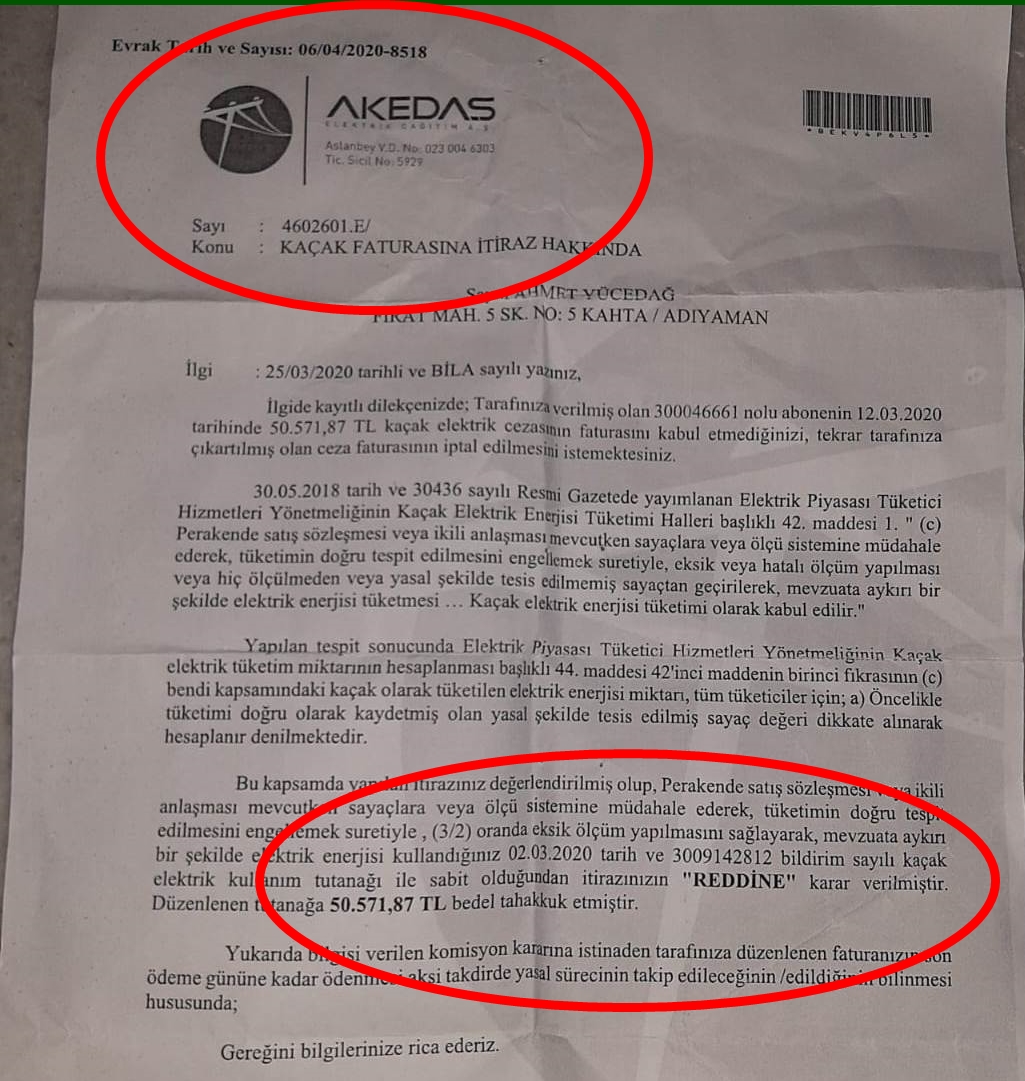 Evrak Tarih ve Sayısı: 06/04/2020-8518
AKEDAŞ
ELEKTRİK DAĞITIM A.Ş.
Aslanbey V.D. No: 023 004 6303
Tic. Sicil No: 5929
*BEKV4P6L5*
Sayı : 4602601.E/
Konu : KAÇAK FATURASINA İTİRAZ HAKKINDA
Sayın AHMET YÜCEDAĞ
FIRAT MAH. 5 SK. NO: 5 KAHTA / ADIYAMAN
İlgi : 25/03/2020 tarihli ve BİLA sayılı yazınız,
İlgide kayıtlı dilekçenizde; Tarafınıza verilmiş olan 300046661 nolu abonenin 12.03.2020
tarihinde 50.571,87 TL kaçak elektrik cezasının faturasını kabul etmediğinizi, tekrar tarafınıza
çıkartılmış olan ceza faturasının iptal edilmesini istemektesiniz.
30.05.2018 tarih ve 30436 sayılı Resmi Gazetede yayımlanan Elektrik Piyasası Tüketici
Hizmetleri Yönetmeliğinin Kaçak Elektrik Enerjisi Tüketimi Halleri başlıklı 42. maddesi 1. " (c)
Perakende satış sözleşmesi veya ikili anlaşması mevcutken sayaçlara veya ölçü sistemine müdahale
ederek, tüketimin doğru tespit edilmesini engellemek suretiyle, eksik veya hatalı ölçüm yapılması
veya hiç ölçülmeden veya yasal şekilde tesis edilmemiş sayaçtan geçirilerek, mevzuata aykırı bir
şekilde elektrik enerjisi tüketmesi … Kaçak elektrik enerjisi tüketimi olarak kabul edilir."
Yapılan tespit sonucunda Elektrik Piyasası Tüketici Hizmetleri Yönetmeliğinin Kaçak
elektrik tüketim miktarının hesaplanması başlıklı 44. maddesi 42'inci maddenin birinci fıkrasının (c)
bendi kapsamındaki kaçak olarak tüketilen elektrik enerjisi miktarı, tüm tüketiciler için; a) Öncelikle
tüketimi doğru olarak kaydetmiş olan yasal şekilde tesis edilmiş sayaç değeri dikkate alınarak
hesaplanır denilmektedir.
Bu kapsamda yapılan itirazınız değerlendirilmiş olup, Perakende satış sözleşmesi veya ikili
anlaşması mevcutken sayaçlara veya ölçü sistemine müdahale ederek, tüketimin doğru tespit
edilmesini engellemek suretiyle , (3/2) oranda eksik ölçüm yapılmasını sağlayarak, mevzuata aykırı
bir şekilde elektrik enerjisi kullandığınız 02.03.2020 tarih ve 3009142812 bildirim sayılı kaçak
elektrik kullanım tutanağı ile sabit olduğundan itirazınızın "REDDİNE" karar verilmiştir.
Düzenlenen tutanağa 50.571,87 TL bedel tahakkuk etmiştir.
Yukarıda bilgisi verilen komisyon kararına istinaden tarafınıza düzenlenen faturanızın son
ödeme gününe kadar ödenmesi aksi takdirde yasal sürecinin takip edileceğinin /edildiğinin bilinmesi
hususunda;
Gereğini bilgilerinize rica ederiz.